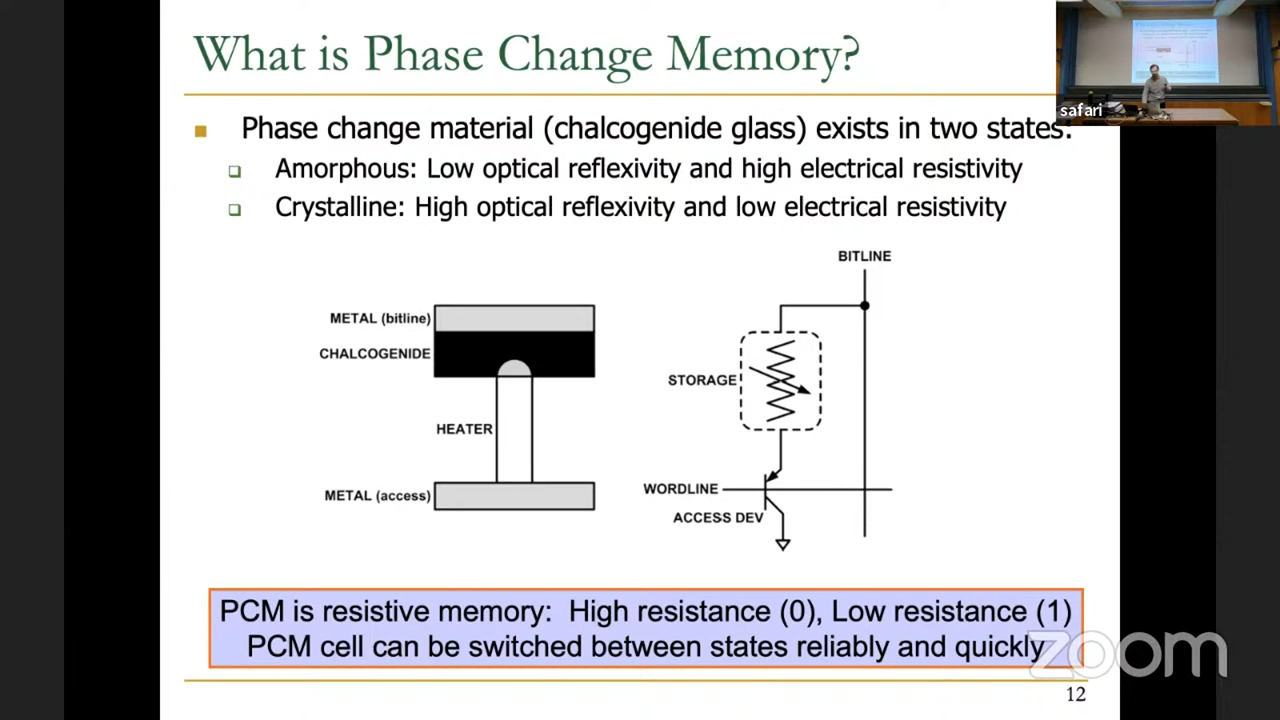 What is Phase Change Memory?
safari
Phase change material (chalcogenide glass) exists in two states:
Amorphous: Low optical reflexivity and high electrical resistivity
Crystalline: High optical reflexivity and low electrical resistivity
BITLINE
METAL (bitline)
CHALCOGENIDE
STORAGE
HEATER
WORDLINE
METAL (access)
ACCESS DEV
PCM is resistive memory: High resistance (0), Low resistance (1)
PCM cell can be switched between states reliably and quickly
zoom
12